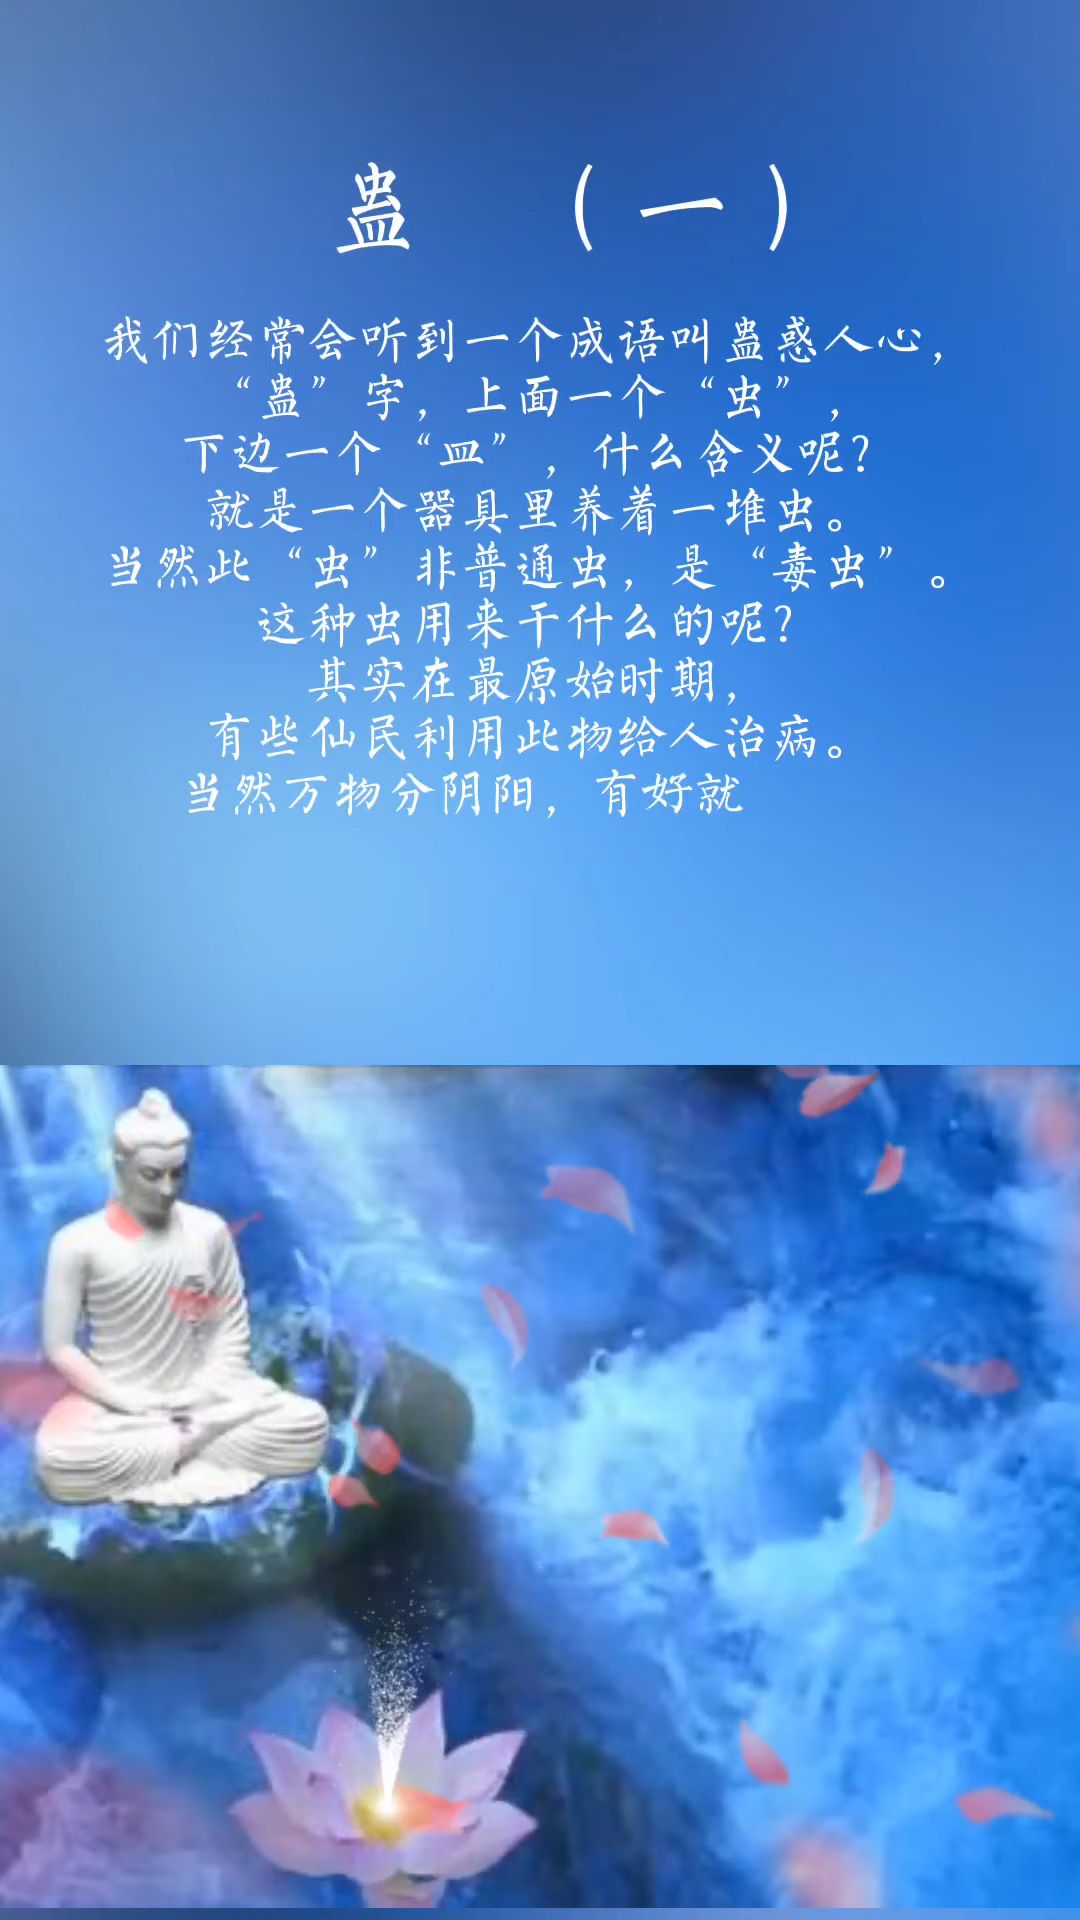 蛊 （一）
我们经常会听到一个成语叫蛊惑人心，
“蛊”字，上面一个“虫”，
下边一个“皿”，什么含义呢？
就是一个器具里养着一堆虫。
当然此“虫”非普通虫，是“毒虫”。
这种虫用来干什么的呢？
其实在最原始时期，
有些仙民利用此物给人治病。
当然万物分阴阳，有好就